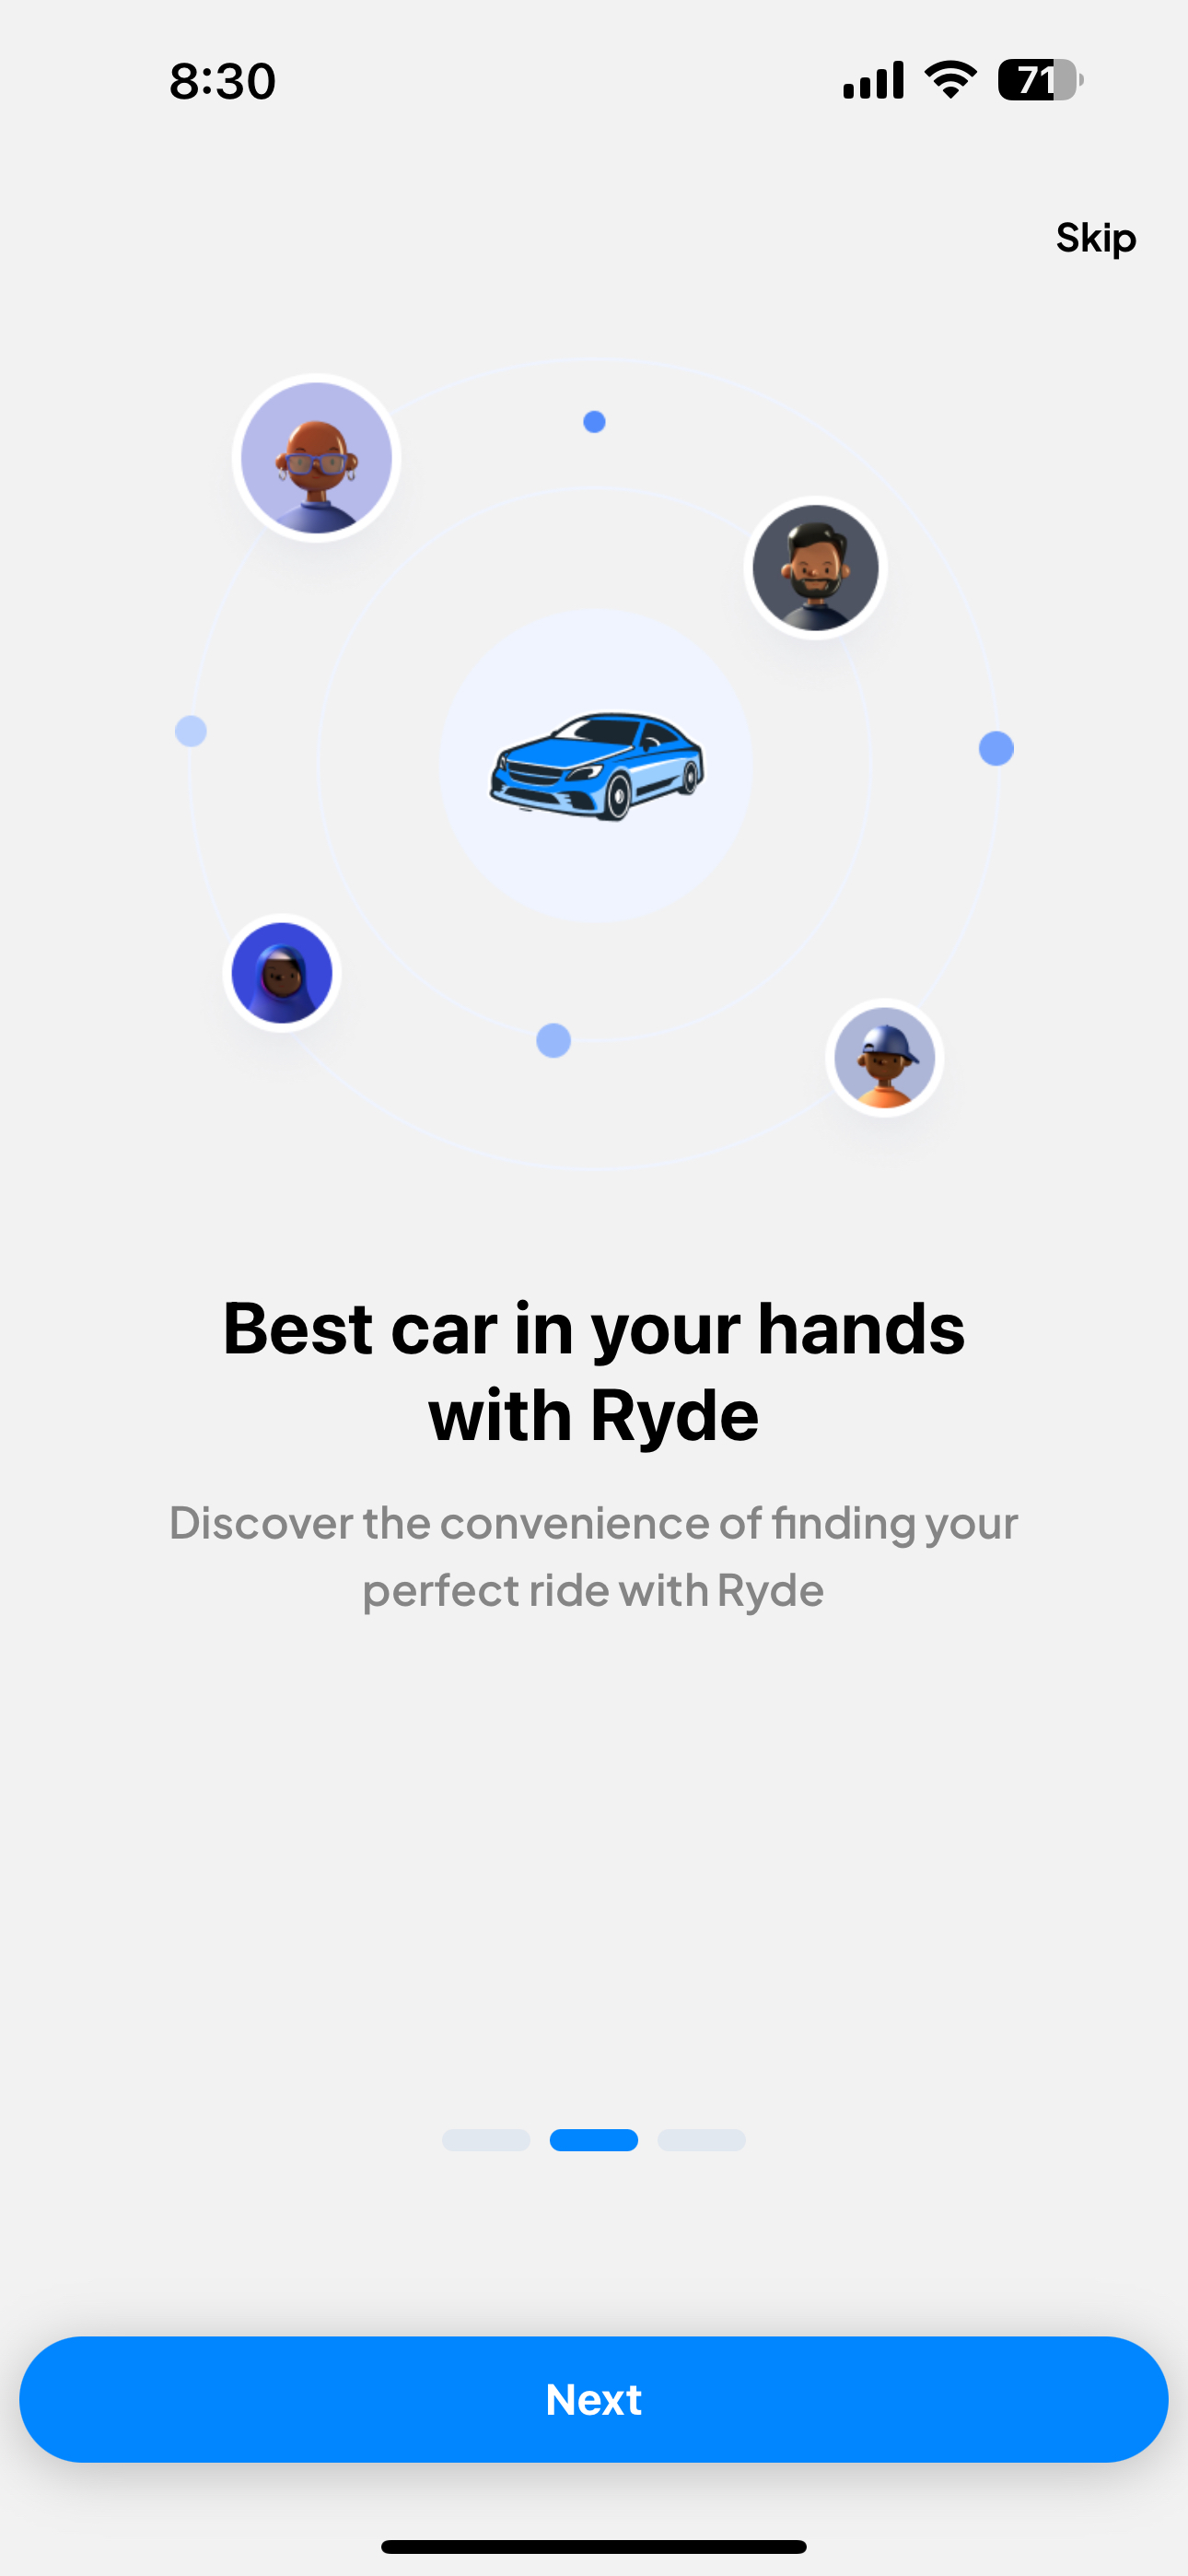 8:30
71
Skip
Best car in your hands
with Ryde
Discover the convenience of finding your
perfect ride with Ryde
Next